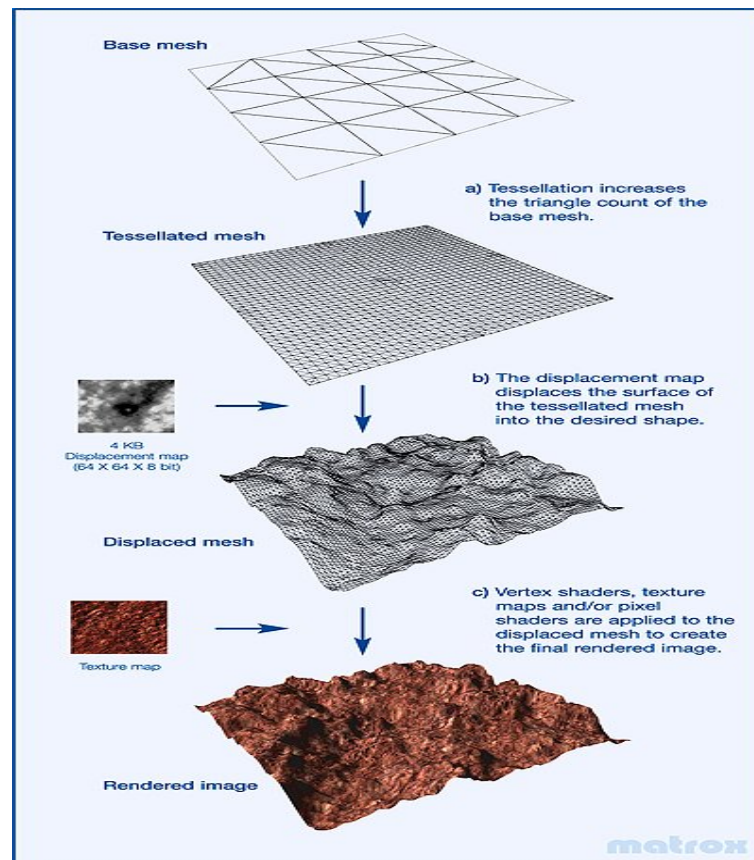 Base mesh
a) Tessellation increases
the triangle count of the
base mesh.
Tessellated mesh
b) The displacement map
displaces the surface of
the tessellated mesh
into the desired shape.
4 KB
Displacement map
(64 X 64 X 8 bit)
Displaced mesh
c) Vertex shaders, texture
maps and/or pixel
shaders are applied to the
displaced mesh to create
the final rendered image.
Texture map
Rendered image
matrox